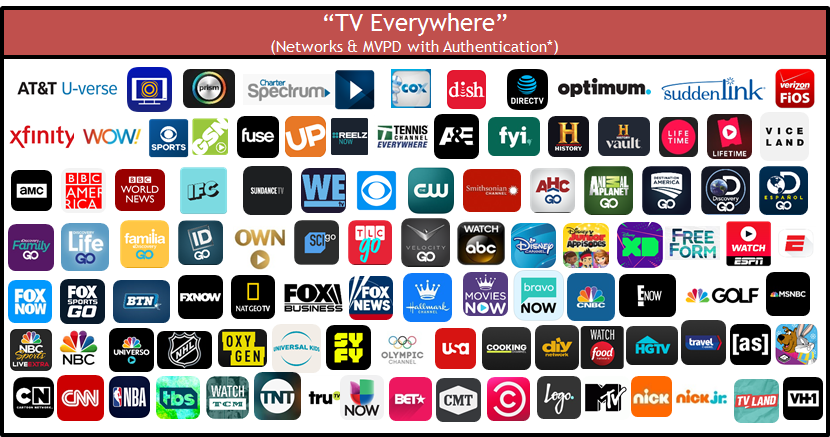 “TV Everywhere”
(Networks & MVPD with Authentication*)
AT&T U-verse prism Charter Spectrum COX dish DIRECTV optimum. suddenlink verizon FiOS
xfinity WOW! CBS SPORTS GSN fuse UP REELZ NOW TENNIS CHANNEL EVERYWHERE A&E fyi, H HISTORY H HISTORY vault LIFETIME LIFETIME VICELAND
amc BBC AMERICA BBC WORLD NEWS IFC SUNDANCE TV WE tv CW Smithsonian CHANNEL AHC GO ANIMAL PLANET GO DESTINATION AMERICA GO D Discovery GO D ESPAÑOL GO
Discovery Family GO DISCOVERY Life GO DISCOVERY familia GO ID GO OWN SCI go TLC go VELOCITY GO WATCH abc Disney CHANNEL Disney Junior APPISODES Disney XD FREEFORM WATCH ESPN E
FOX NOW FOX SPORTS GO BTN FXNOW NAT GEO TV FOX BUSINESS FOX NEWS Hallmark CHANNEL MOVIES NOW bravo NOW CNBC E NOW GOLF MSNBC
NBC Sports LIVE EXTRA NBC UNIVERSO NHL OXYGEN UNIVERSAL KIDS SYFY OLYMPIC CHANNEL usa COOKING diy network WATCH food network HGTV travel [as]
CN CARTOON NETWORK CNN NBA tbs WATCH TCM TNT truTV NOW BET★ CMT C Logo. MTV nick nick jr. TV LAND VH1